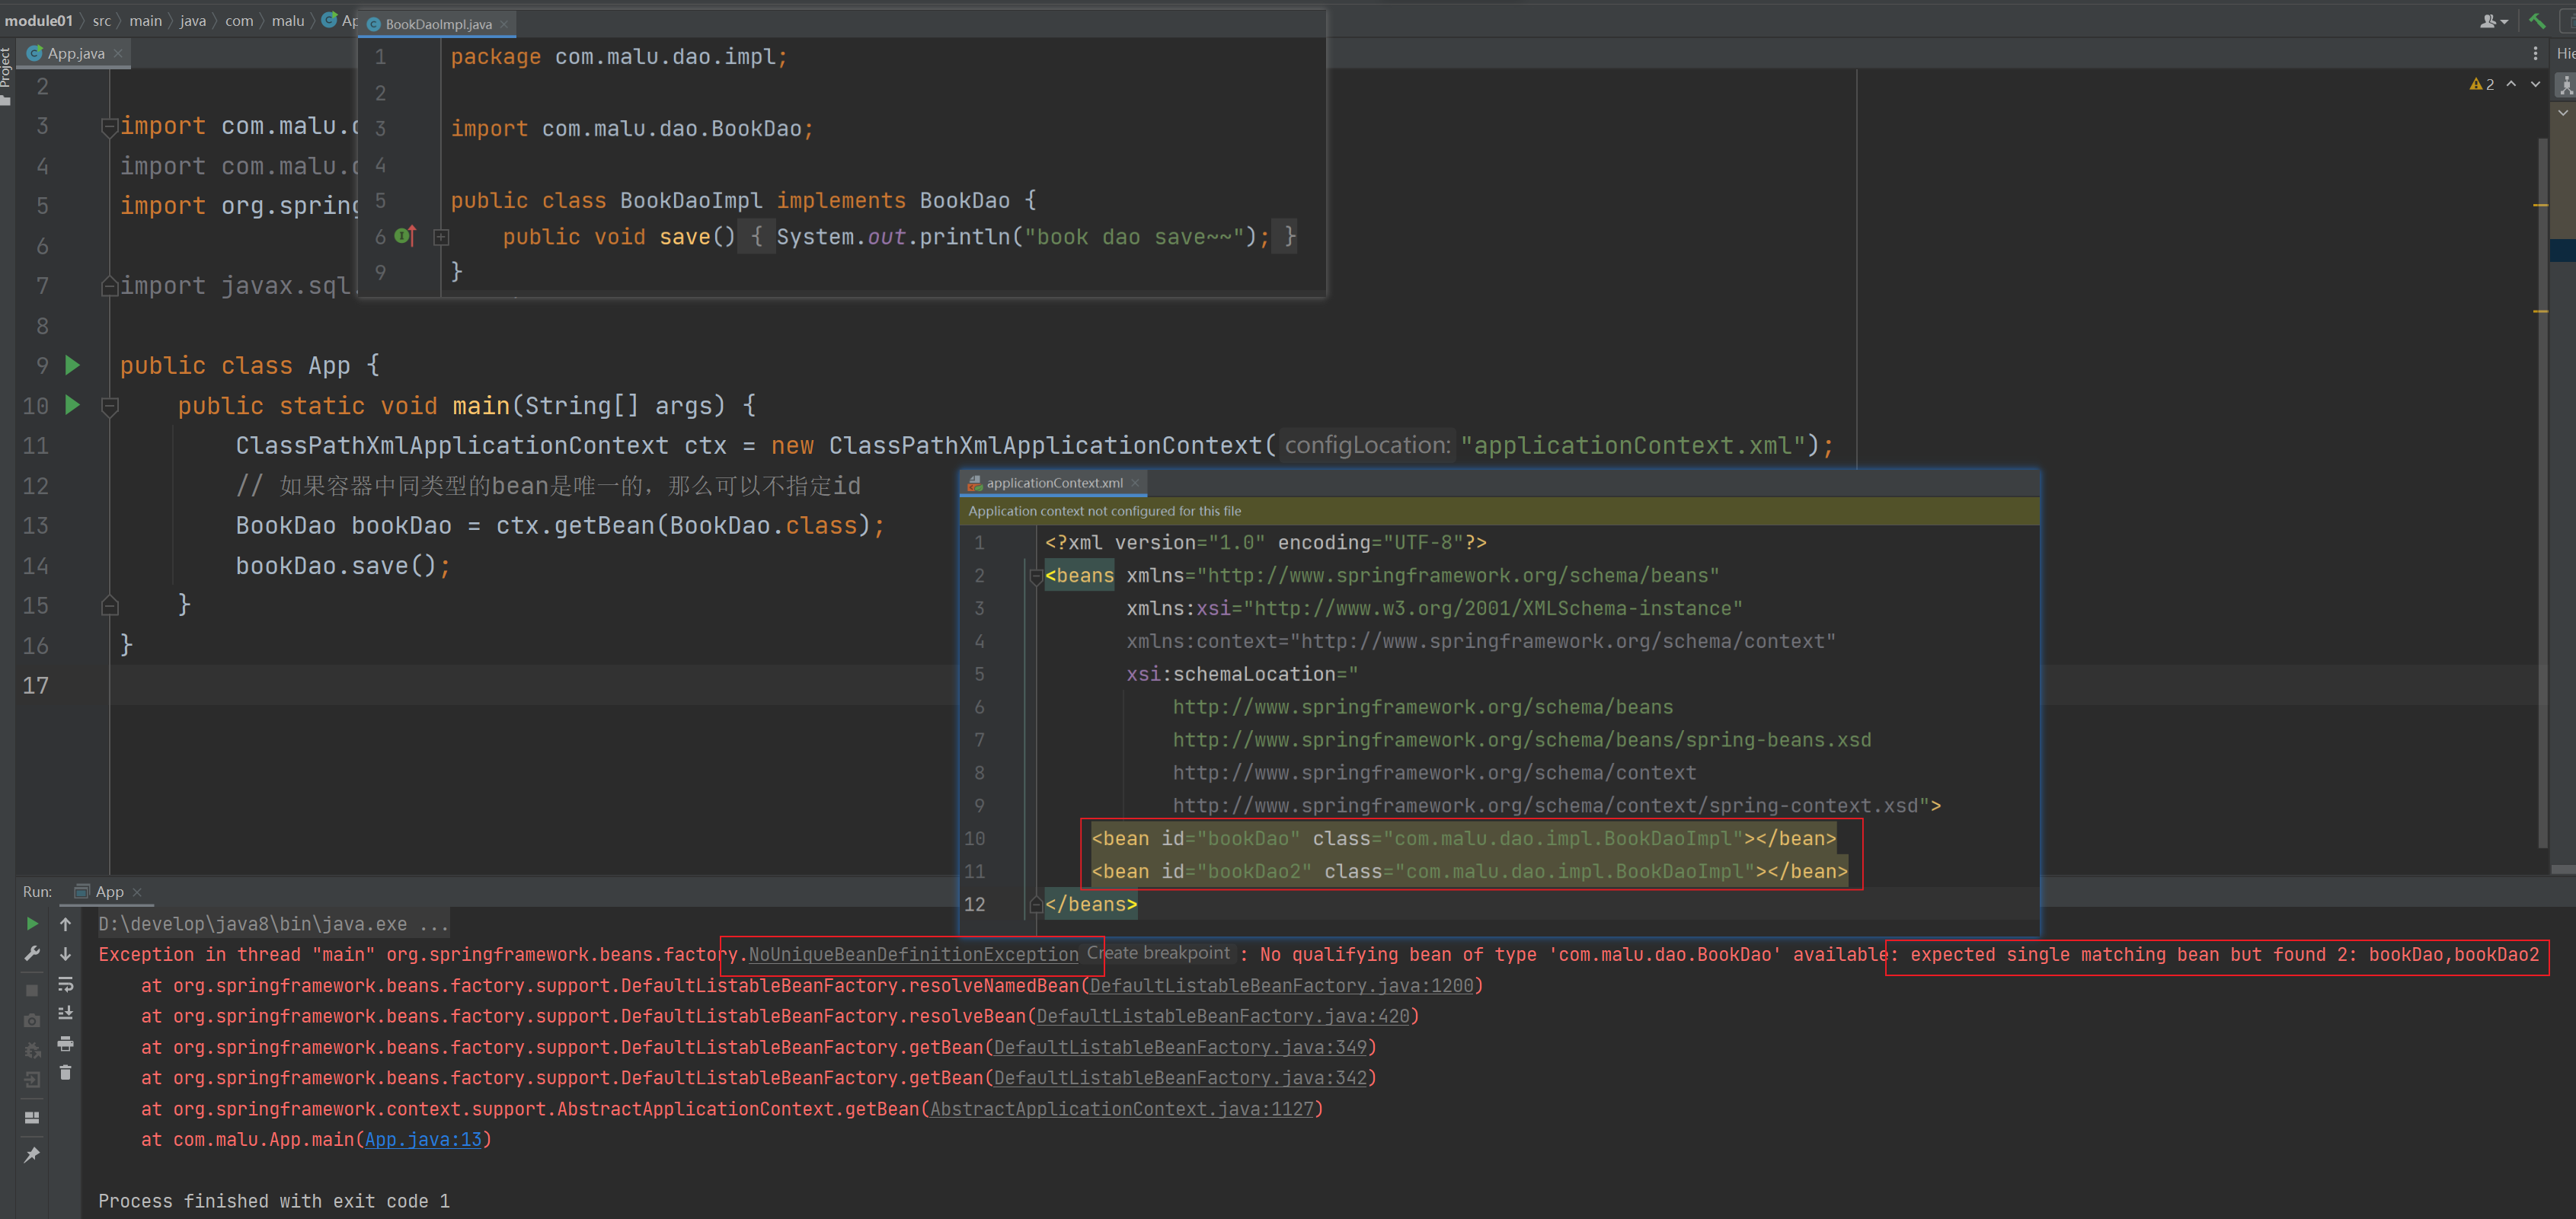 module01 〉 src 〉 main 〉 java 〉 com 〉 malu 〉 Ap
Project
App.java ×
2
3 import com.malu.d
4 import com.malu.d
5 import org.spring
6
7 import javax.sql.
8
9 public class App {
10 public static void main(String[] args) {
11 ClassPathXmlApplicationContext ctx = new ClassPathXmlApplicationContext( configLocation: "applicationContext.xml");
12 // 如果容器中同类型的bean是唯一的，那么可以不指定id
13 BookDao bookDao = ctx.getBean(BookDao.class);
14 bookDao.save();
15 }
16 }
17
BookDaoImpl.java ×
1 package com.malu.dao.impl;
2
3 import com.malu.dao.BookDao;
4
5 public class BookDaoImpl implements BookDao {
6 public void save() { System.out.println("book dao save~~"); }
9 }
2
Hie
applicationContext.xml ×
Application context not configured for this file
1 <?xml version="1.0" encoding="UTF-8"?>
2 <beans xmlns="http://www.springframework.org/schema/beans"
3 xmlns:xsi="http://www.w3.org/2001/XMLSchema-instance"
4 xmlns:context="http://www.springframework.org/schema/context"
5 xsi:schemaLocation="
6 http://www.springframework.org/schema/beans
7 http://www.springframework.org/schema/beans/spring-beans.xsd
8 http://www.springframework.org/schema/context
9 http://www.springframework.org/schema/context/spring-context.xsd">
10 <bean id="bookDao" class="com.malu.dao.impl.BookDaoImpl"></bean>
11 <bean id="bookDao2" class="com.malu.dao.impl.BookDaoImpl"></bean>
12 </beans>
Run: App ×
D:\develop\java8\bin\java.exe ...
Exception in thread "main" org.springframework.beans.factory.NoUniqueBeanDefinitionException Create breakpoint : No qualifying bean of type 'com.malu.dao.BookDao' available: expected single matching bean but found 2: bookDao,bookDao2
at org.springframework.beans.factory.support.DefaultListableBeanFactory.resolveNamedBean(DefaultListableBeanFactory.java:1200)
at org.springframework.beans.factory.support.DefaultListableBeanFactory.resolveBean(DefaultListableBeanFactory.java:420)
at org.springframework.beans.factory.support.DefaultListableBeanFactory.getBean(DefaultListableBeanFactory.java:349)
at org.springframework.beans.factory.support.DefaultListableBeanFactory.getBean(DefaultListableBeanFactory.java:342)
at org.springframework.context.support.AbstractApplicationContext.getBean(AbstractApplicationContext.java:1127)
at com.malu.App.main(App.java:13)
Process finished with exit code 1